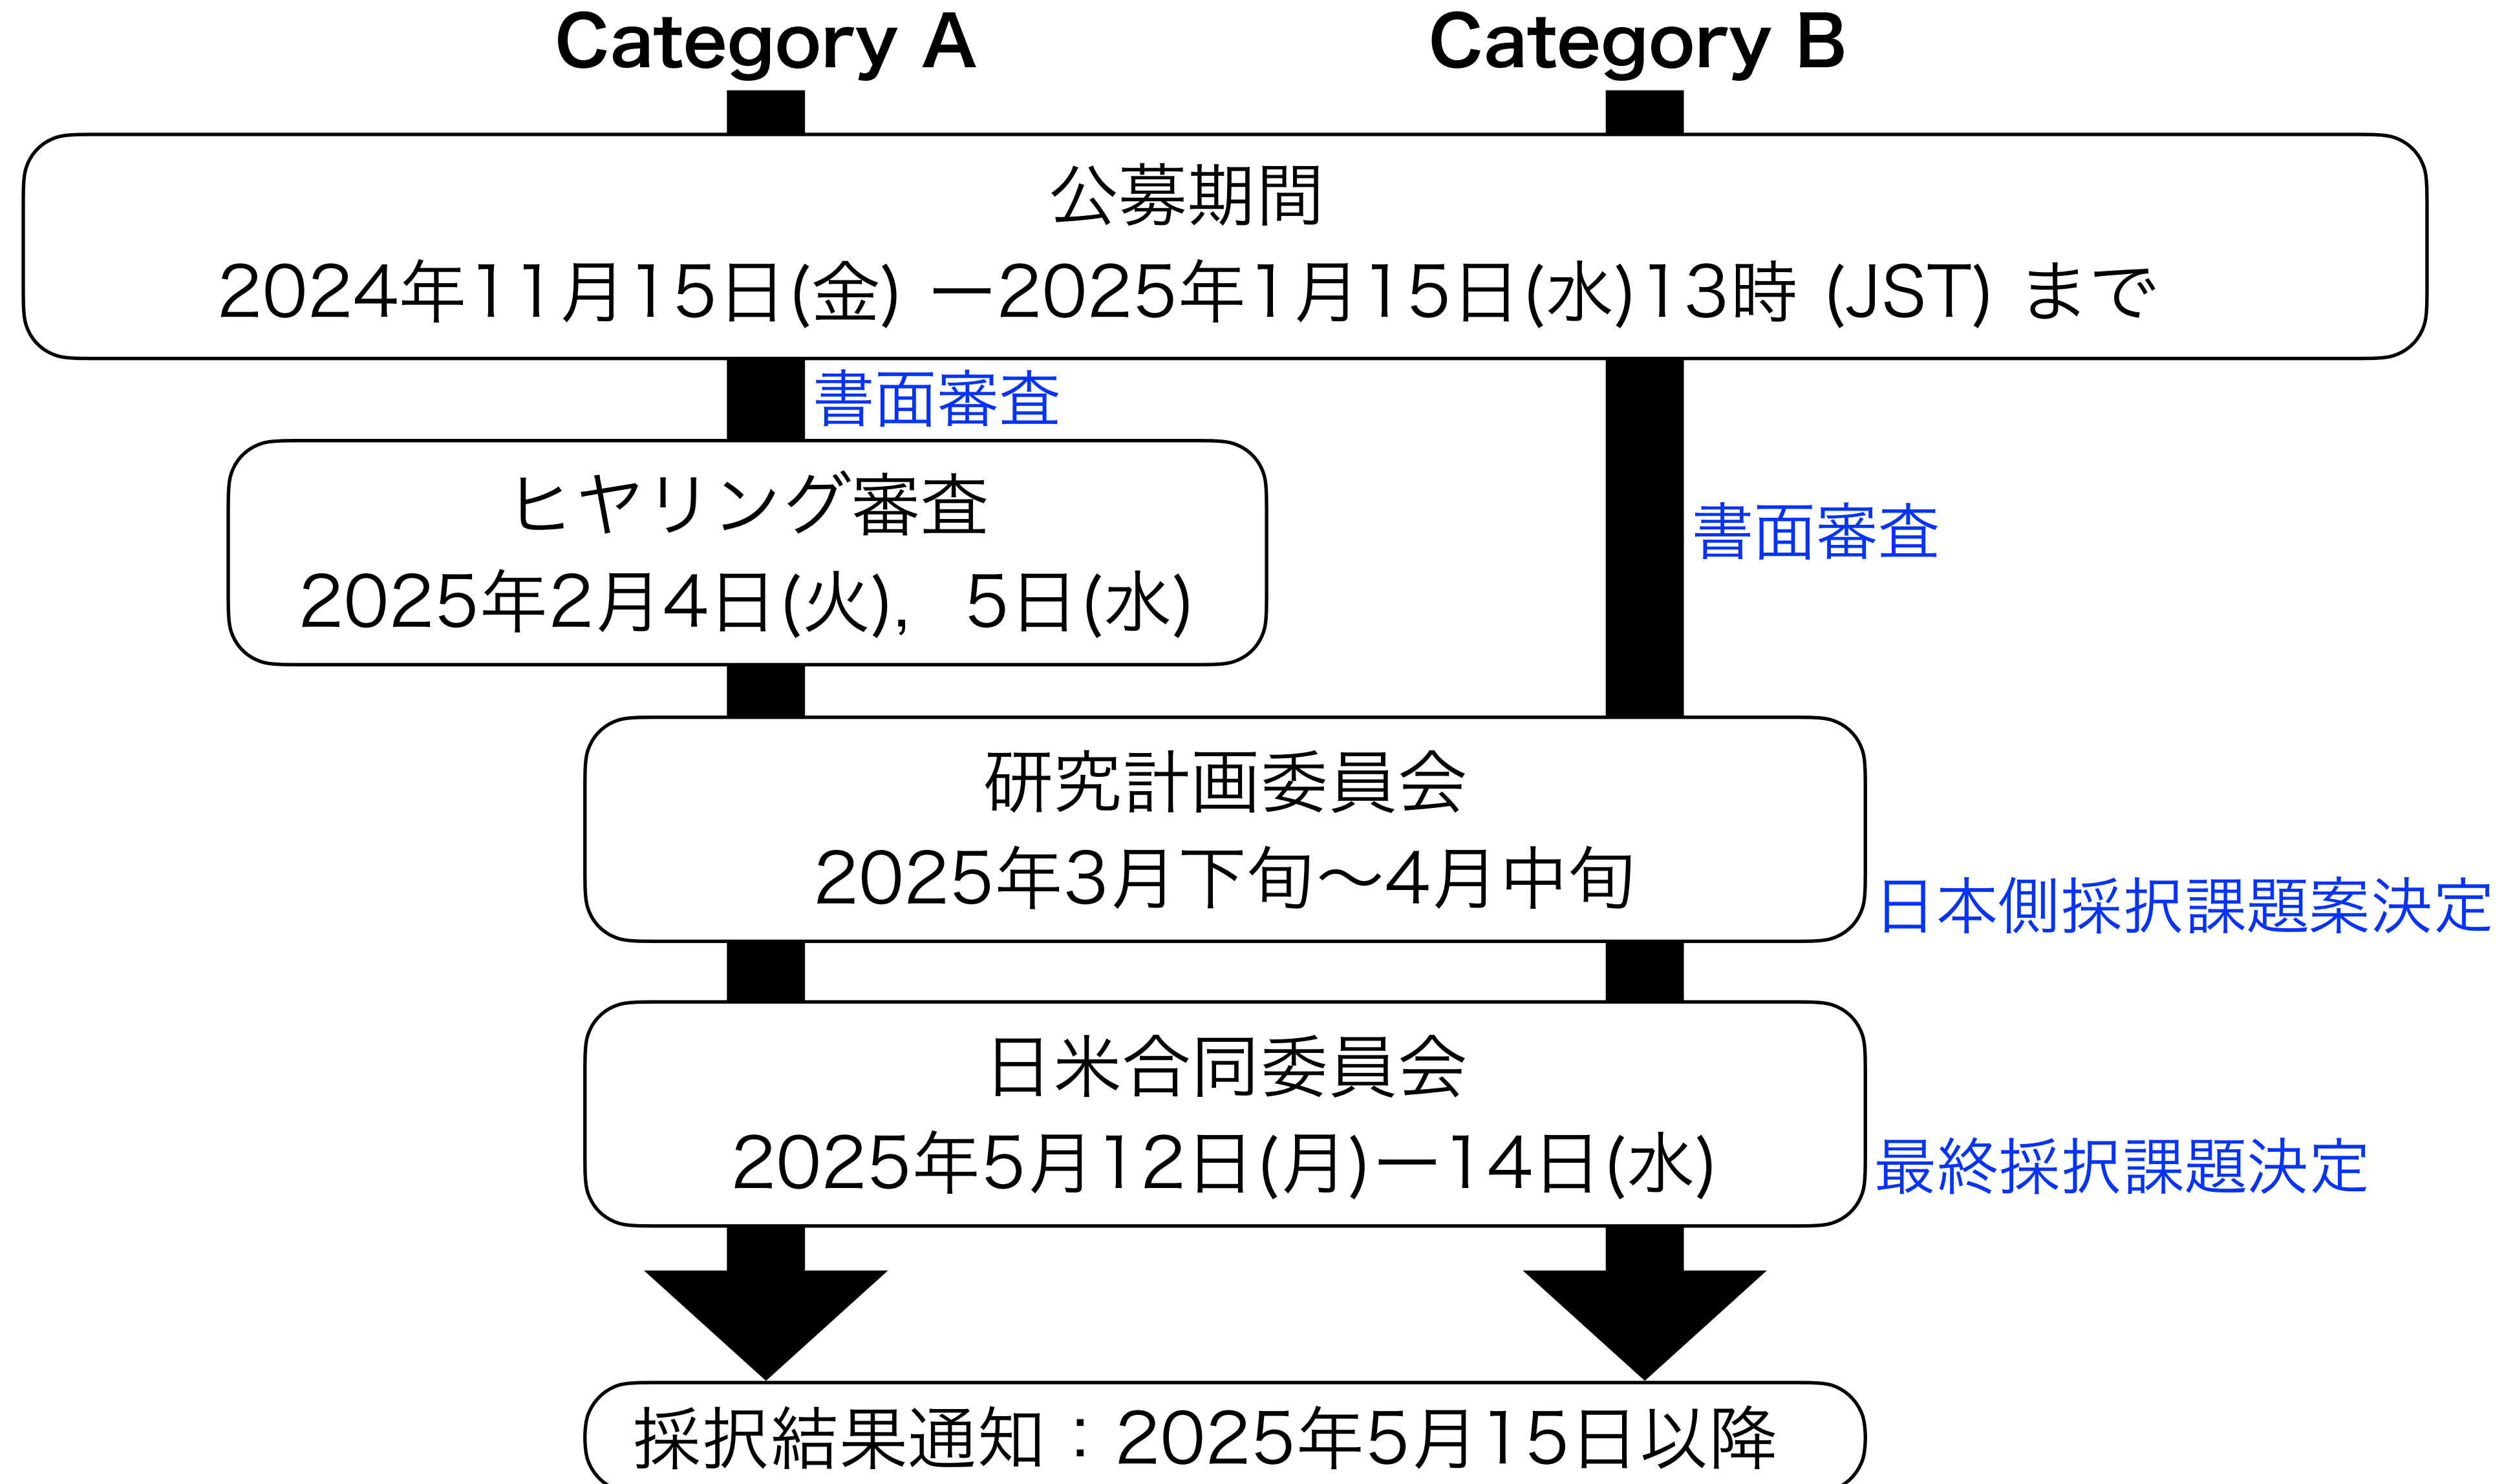 Category A
Category B
公募期間
2024年11月15日(金) ー2025年1月15日(水)13時 (JST) まで
書面審査
ヒヤリング審査
2025年2月4日(火), 5日(水)
書面審査
研究計画委員会
2025年3月下旬〜4月中旬
日本側採択課題案決定
日米合同委員会
2025年5月12日(月)ー14日(水)
最終採択課題決定
採択結果通知：2025年5月15日以降